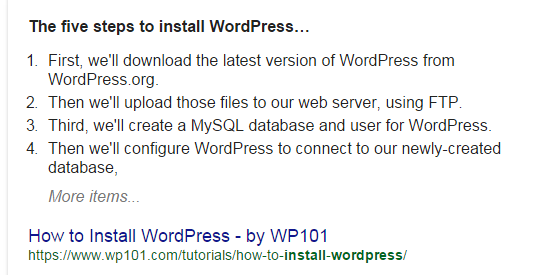 The five steps to install WordPress...
1. First, we'll download the latest version of WordPress from
WordPress.org.
2. Then we'll upload those files to our web server, using FTP.
3. Third, we'll create a MySQL database and user for WordPress.
4. Then we'll configure WordPress to connect to our newly-created
database,
More items...
How to Install WordPress - by WP101
https://www.wp101.com/tutorials/how-to-install-wordpress/